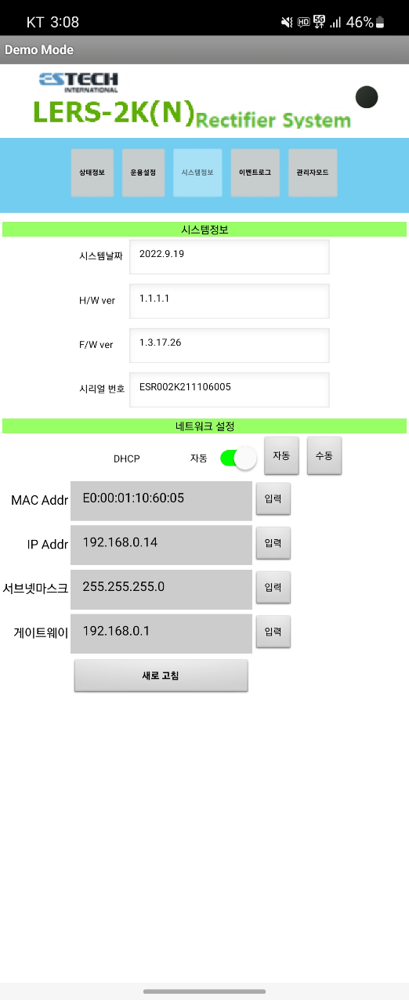 KT 3:08 HD 5G 46%
Demo Mode
ESTECH
INTERNATIONAL
LERS-2K(N) Rectifier System
상태정보 운용설정 시스템정보 이벤트로그 관리자모드
시스템정보
시스템날짜 2022.9.19
H/W ver 1.1.1.1
F/W ver 1.3.17.26
시리얼 번호 ESR002K211106005
네트워크 설정
DHCP 자동 자동 수동
MAC Addr E0:00:01:10:60:05 입력
IP Addr 192.168.0.14 입력
서브넷마스크 255.255.255.0 입력
게이트웨이 192.168.0.1 입력
새로 고침